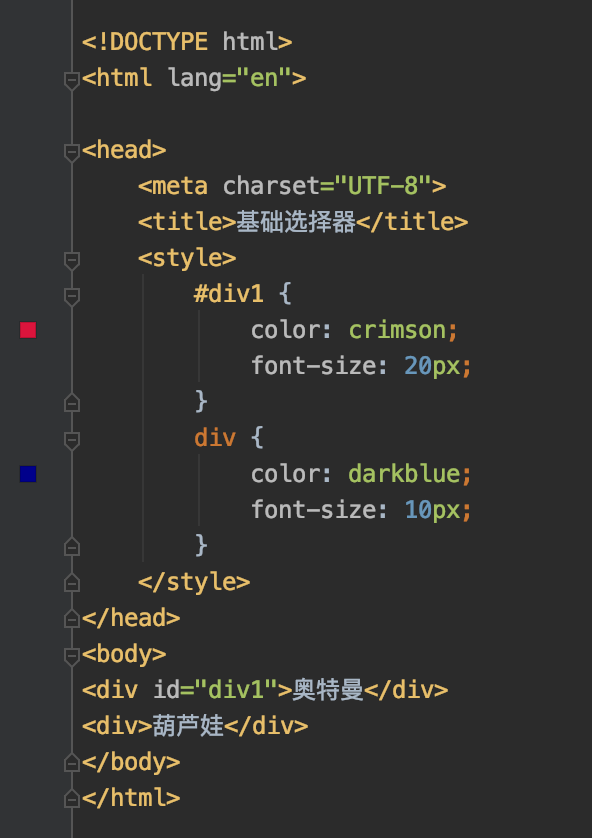 <!DOCTYPE html>
<html lang="en">
<head>
<meta charset="UTF-8">
<title>基础选择器</title>
<style>
#div1 {
color: crimson;
font-size: 20px;
}
div {
color: darkblue;
font-size: 10px;
}
</style>
</head>
<body>
<div id="div1">奥特曼</div>
<div>葫芦娃</div>
</body>
</html>